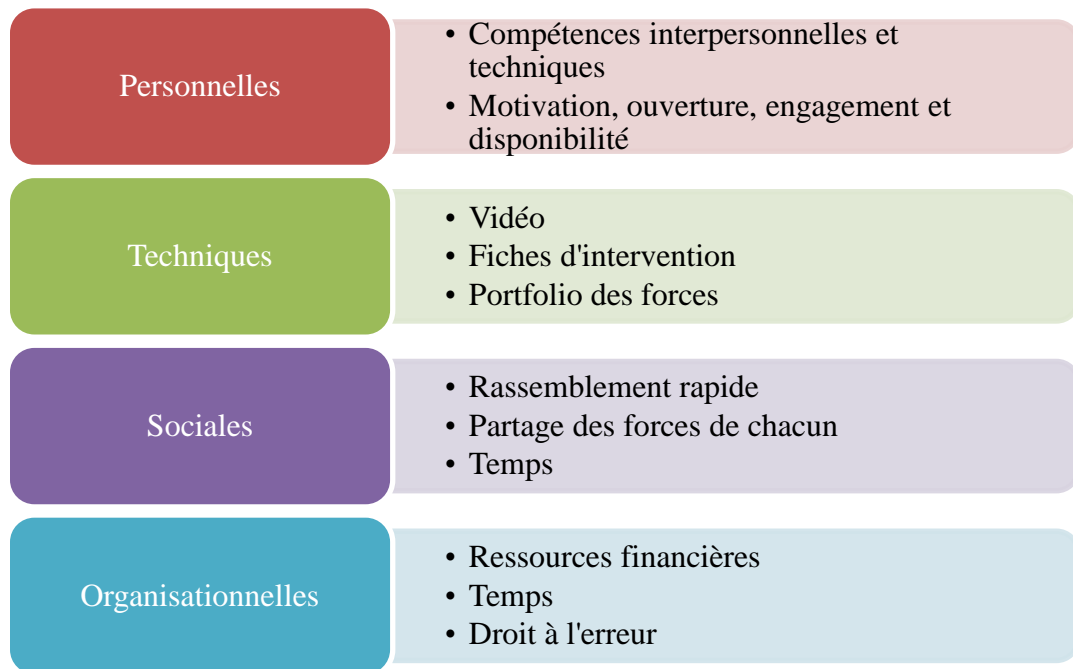 Personnelles
• Compétences interpersonnelles et
techniques
• Motivation, ouverture, engagement et
disponibilité
Techniques
• Vidéo
• Fiches d'intervention
• Portfolio des forces
Sociales
• Rassemblement rapide
• Partage des forces de chacun
• Temps
Organisationnelles
• Ressources financières
• Temps
• Droit à l'erreur